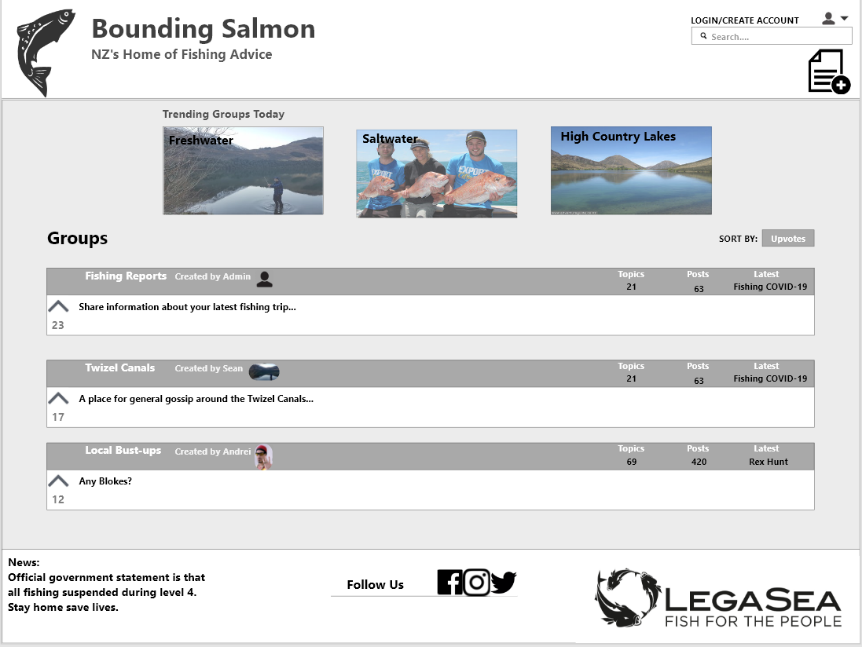 Bounding Salmon
NZ's Home of Fishing Advice
LOGIN/CREATE ACCOUNT
Search....
Trending Groups Today
Freshwater
Saltwater
High Country Lakes
EXPORT
EXPORT
Groups
SORT BY: Upvotes
Fishing Reports Created by Admin Topics Posts Latest
21 63 Fishing COVID-19
Share information about your latest fishing trip...
23
Twizel Canals Created by Sean Topics Posts Latest
21 63 Fishing COVID-19
A place for general gossip around the Twizel Canals...
17
Local Bust-ups Created by Andrei Topics Posts Latest
69 420 Rex Hunt
Any Blokes?
12
News:
Official government statement is that
all fishing suspended during level 4.
Stay home save lives.
Follow Us
LEGASEA
FISH FOR THE PEOPLE